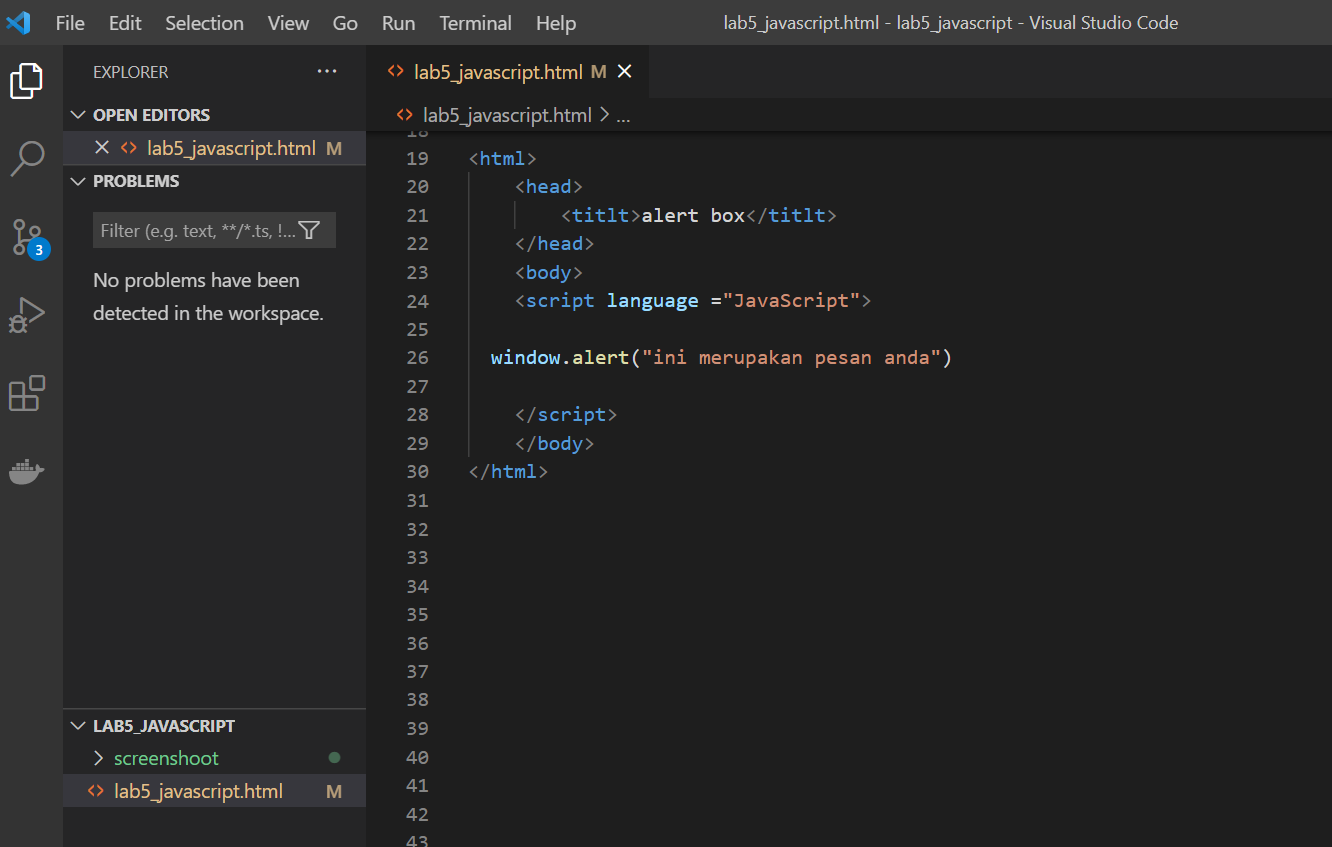 File Edit Selection View Go Run Terminal Help lab5_javascript.html - lab5_javascript - Visual Studio Code
EXPLORER ...
OPEN EDITORS
lab5_javascript.html M
PROBLEMS
Filter (e.g. text, **/*.ts, !...
No problems have been
detected in the workspace.
3
LAB5_JAVASCRIPT
screenshoot
lab5_javascript.html M
lab5_javascript.html M
lab5_javascript.html > ...
18
19 <html>
20 <head>
21 <titlt>alert box</titlt>
22 </head>
23 <body>
24 <script language ="JavaScript">
25
26 window.alert("ini merupakan pesan anda")
27
28 </script>
29 </body>
30 </html>
31
32
33
34
35
36
37
38
39
40
41
42
43